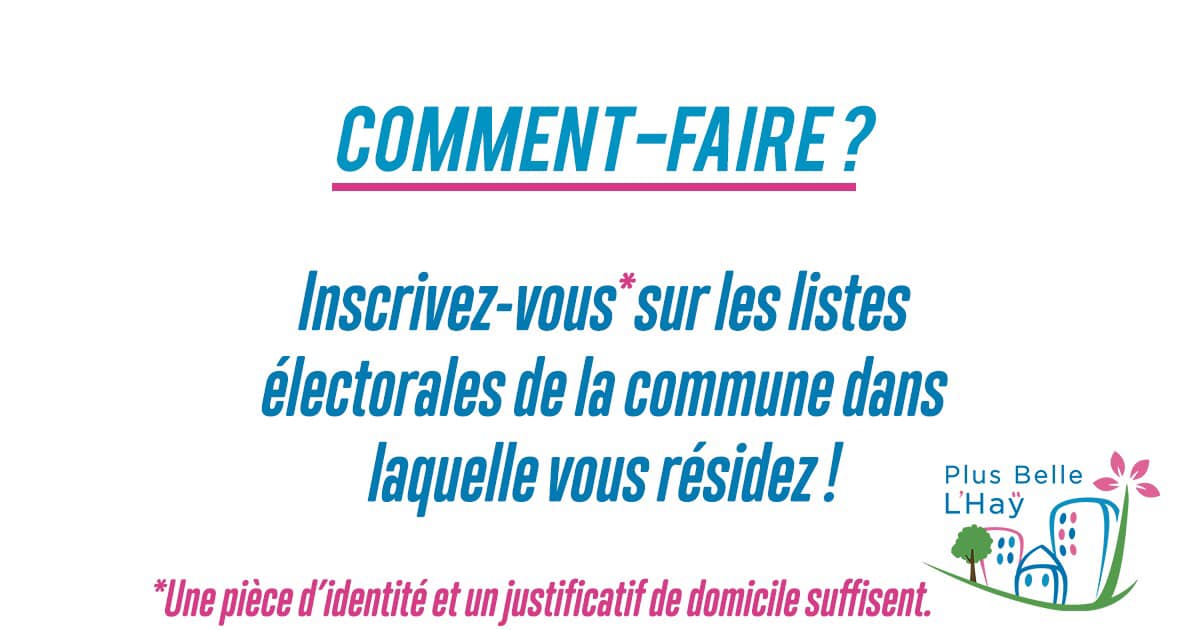 COMMENT-FAIRE ?
Inscrivez-vous* sur les listes
électorales de la commune dans
laquelle vous résidez !
Plus Belle
L'Haÿ
*Une pièce d'identité et un justificatif de domicile suffisent.